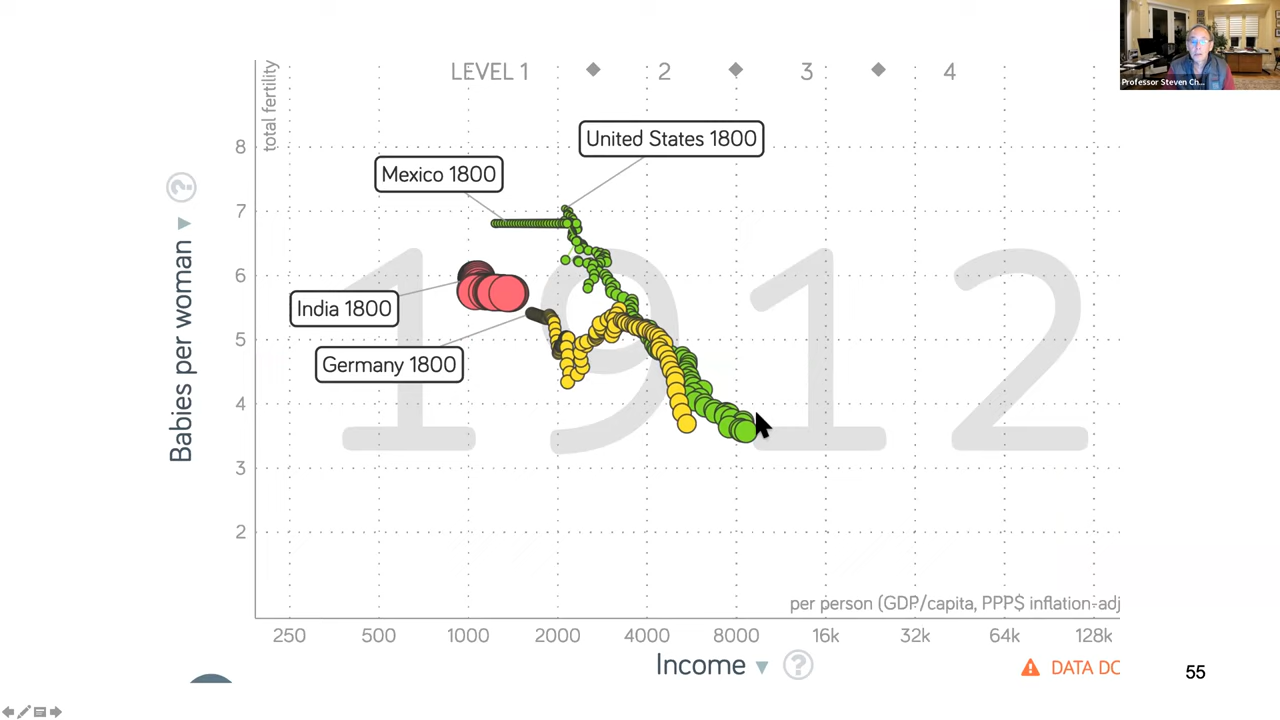 Professor Steven Ch...
LEVEL 1 2 3 4
total fertility
8
7
6
5
4
3
2
Babies per woman
?
United States 1800
Mexico 1800
India 1800
Germany 1800
1912
per person (GDP/capita, PPP$ inflation-adj
250 500 1000 2000 4000 8000 16k 32k 64k 128k
Income ?
DATA DO
55